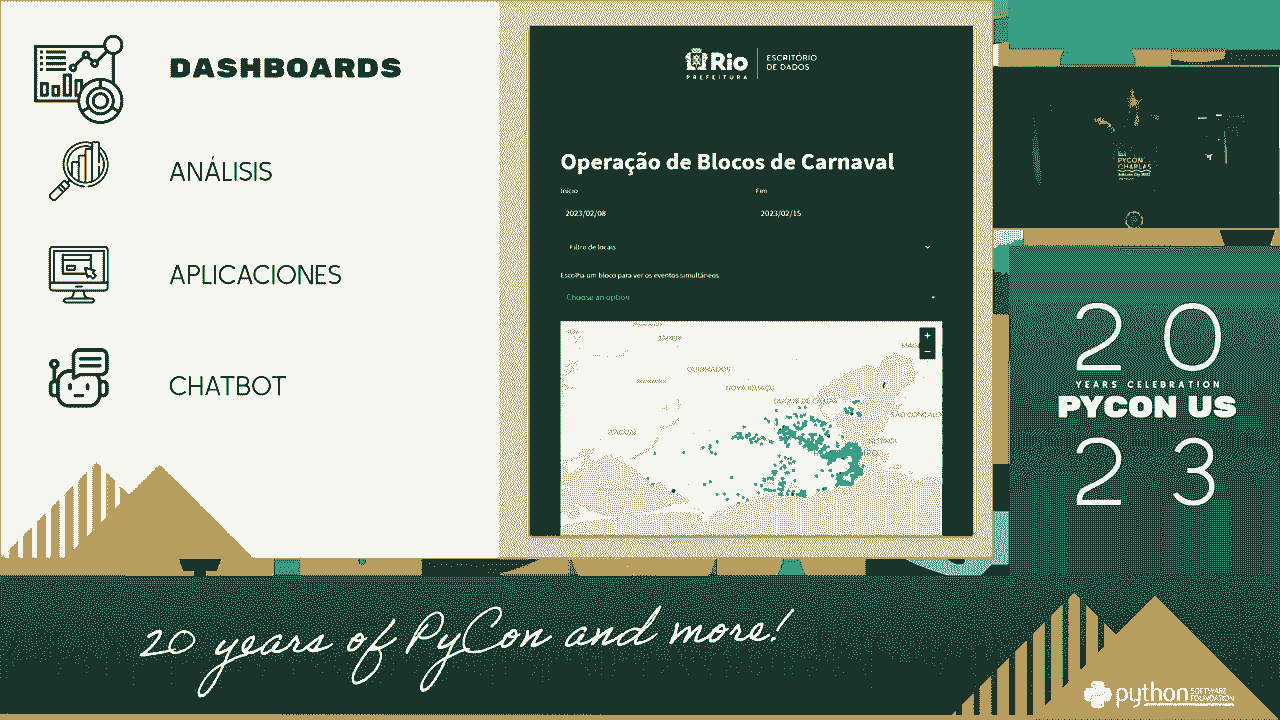 DASHBOARDS
ANÁLISIS
APLICACIONES
CHATBOT
Rio
PREFEITURA
ESCRITÓRIO
DE DADOS
Operação de Blocos de Carnaval
Início
Fim
2023/02/08
2023/02/15
Filtro de locais
Escolha um bloco para ver os eventos simultâneos
Choose an option
+
−
QUEIMADOS
NOVA IGUAÇU
DUQUE DE CAXIAS
SÃO GONÇALO
ITAGUAÍ
NITERÓI
PYCON
CHARLAS
20
YEARS CELEBRATION
PYCON US
23
20 years of PyCon and more!
python
SOFTWARE
FOUNDATION